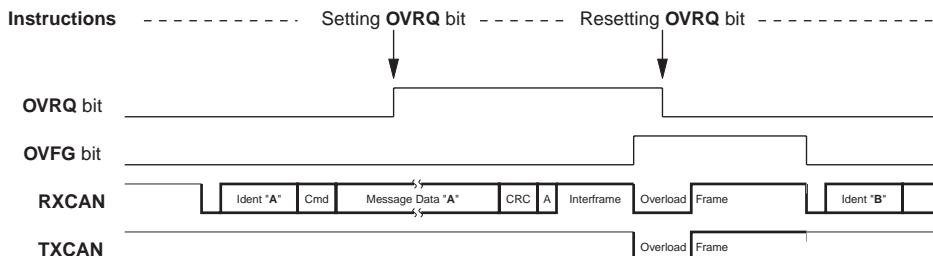 Instructions Setting OVRQ bit Resetting OVRQ bit
OVRQ bit
OVFG bit
RXCAN Ident "A" Cmd Message Data "A" CRC A Interframe Overload Frame Ident "B"
TXCAN Overload Frame